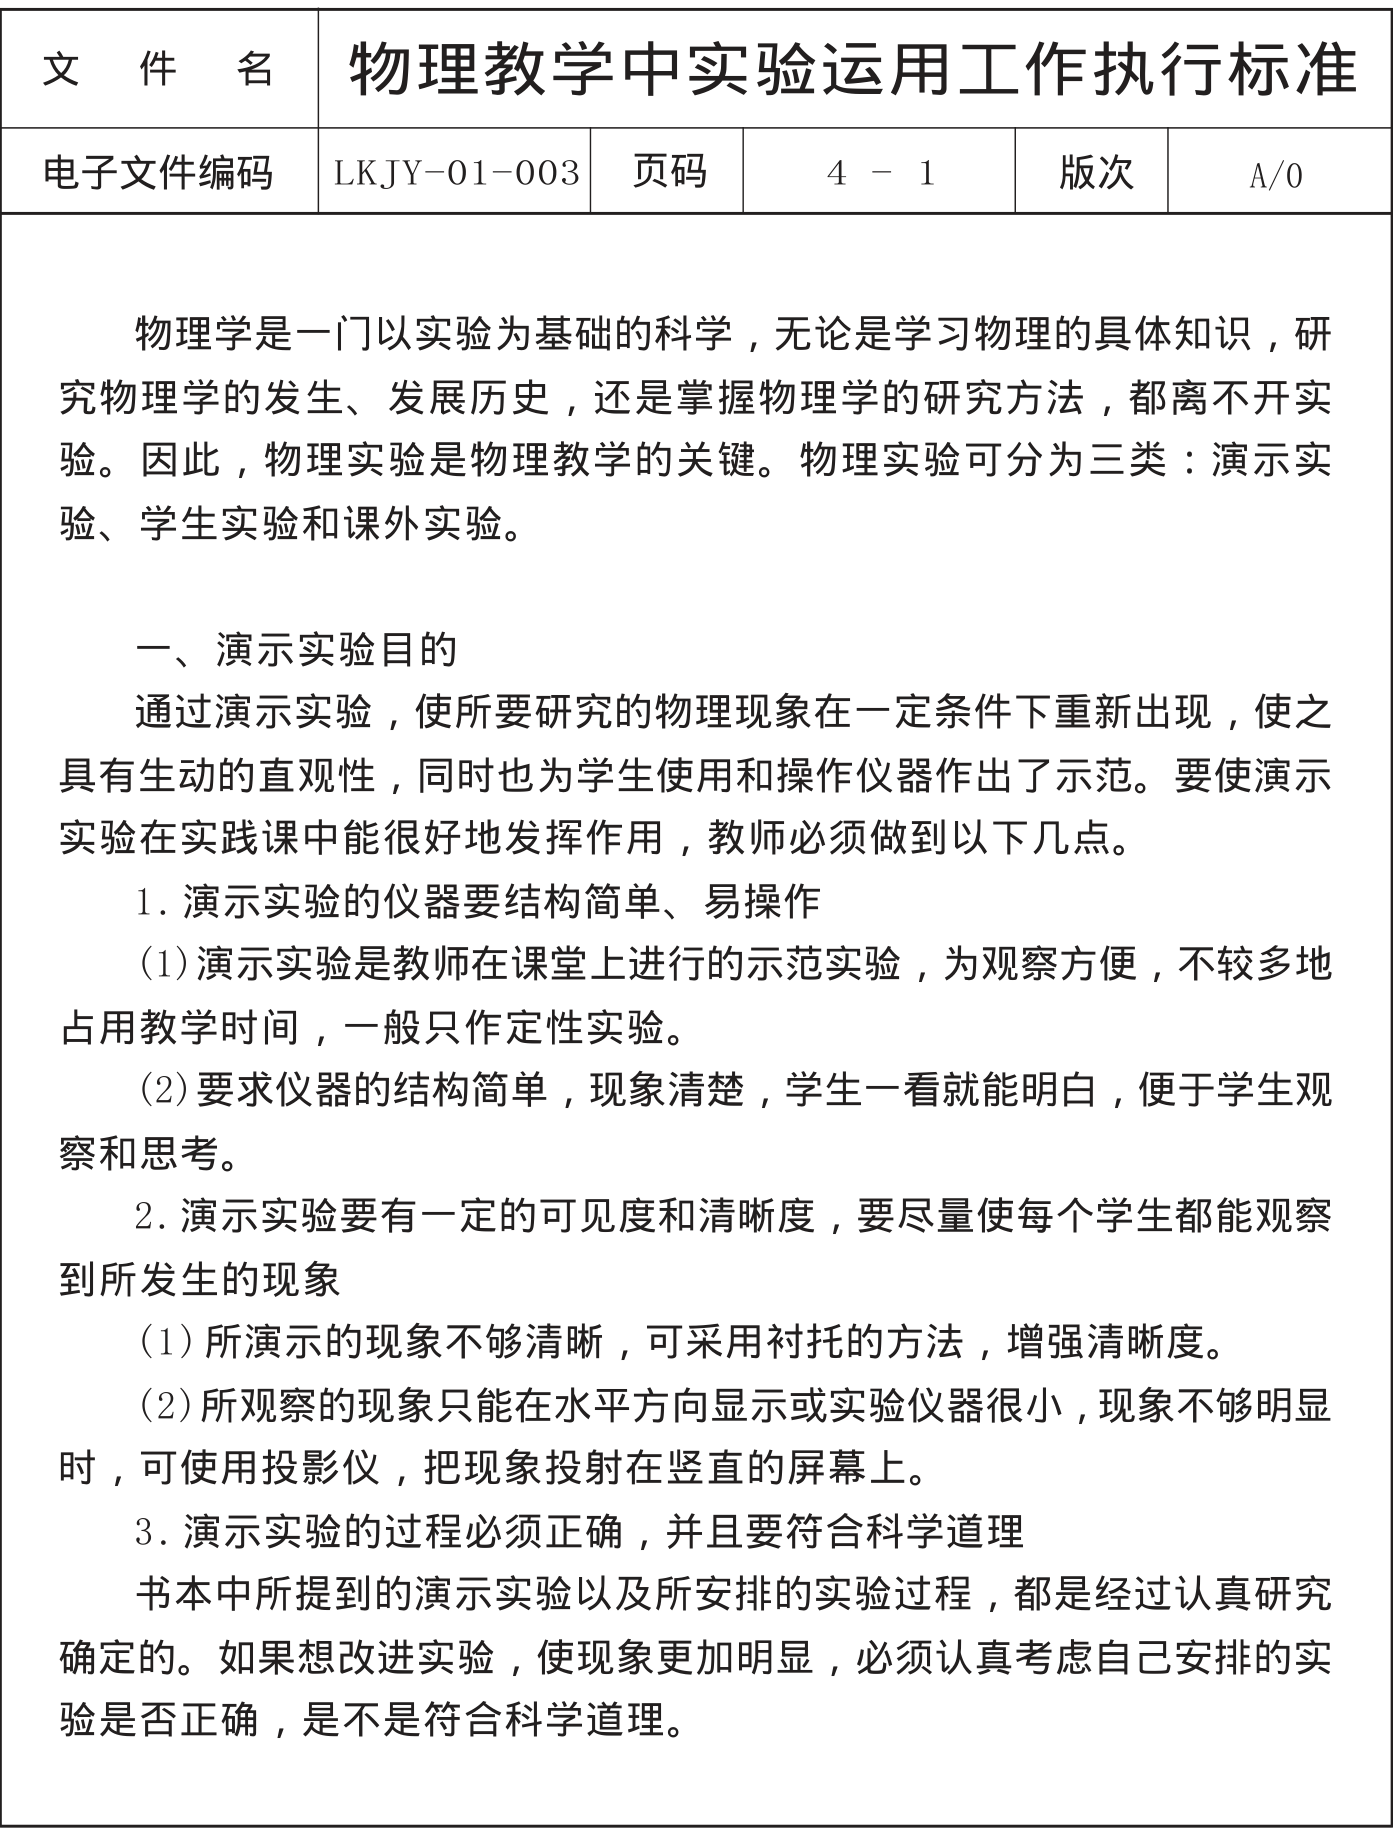 文 件 名 物理教学中实验运用工作执行标准
电子文件编码 LKJY-01-003 页码 4 - 1 版次 A/0
物理学是一门以实验为基础的科学，无论是学习物理的具体知识，研
究物理学的发生、发展历史，还是掌握物理学的研究方法，都离不开实
验。因此，物理实验是物理教学的关键。物理实验可分为三类：演示实
验、学生实验和课外实验。
一、演示实验目的
通过演示实验，使所要研究的物理现象在一定条件下重新出现，使之
具有生动的直观性，同时也为学生使用和操作仪器作出了示范。要使演示
实验在实践课中能很好地发挥作用，教师必须做到以下几点。
1.演示实验的仪器要结构简单、易操作
(1)演示实验是教师在课堂上进行的示范实验，为观察方便，不较多地
占用教学时间，一般只作定性实验。
(2)要求仪器的结构简单，现象清楚，学生一看就能明白，便于学生观
察和思考。
2.演示实验要有一定的可见度和清晰度，要尽量使每个学生都能观察
到所发生的现象
(1)所演示的现象不够清晰，可采用衬托的方法，增强清晰度。
(2)所观察的现象只能在水平方向显示或实验仪器很小，现象不够明显
时，可使用投影仪，把现象投射在竖直的屏幕上。
3.演示实验的过程必须正确，并且要符合科学道理
书本中所提到的演示实验以及所安排的实验过程，都是经过认真研究
确定的。如果想改进实验，使现象更加明显，必须认真考虑自己安排的实
验是否正确，是不是符合科学道理。